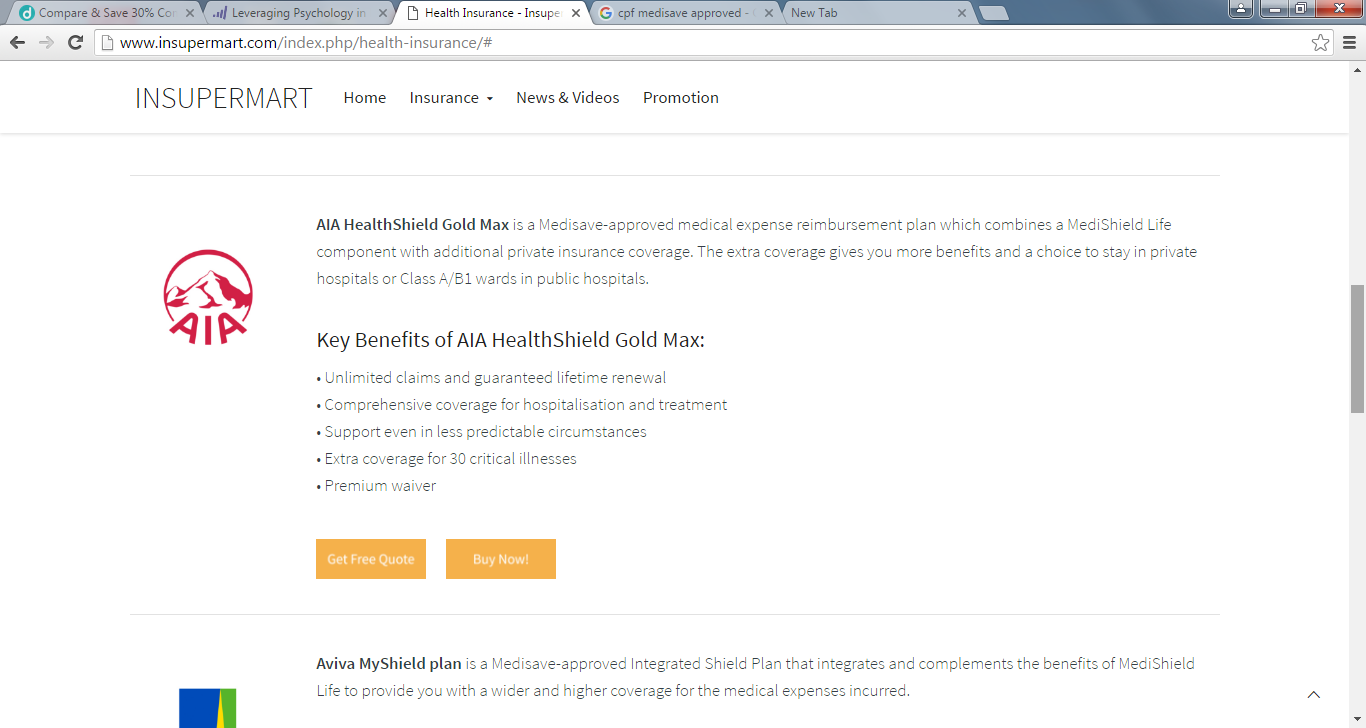 Compare & Save 30% Co
Leveraging Psychology in
Health Insurance - Insupe
cpf medisave approved -
New Tab
www.insupermart.com/index.php/health-insurance/#
INSUPERMART
Home
Insurance
News & Videos
Promotion
AIA HealthShield Gold Max is a Medisave-approved medical expense reimbursement plan which combines a MediShield Life
component with additional private insurance coverage. The extra coverage gives you more benefits and a choice to stay in private
hospitals or Class A/B1 wards in public hospitals.
AIA
Key Benefits of AIA HealthShield Gold Max:
• Unlimited claims and guaranteed lifetime renewal
• Comprehensive coverage for hospitalisation and treatment
• Support even in less predictable circumstances
• Extra coverage for 30 critical illnesses
• Premium waiver
Get Free Quote
Buy Now!
Aviva MyShield plan is a Medisave-approved Integrated Shield Plan that integrates and complements the benefits of MediShield
Life to provide you with a wider and higher coverage for the medical expenses incurred.